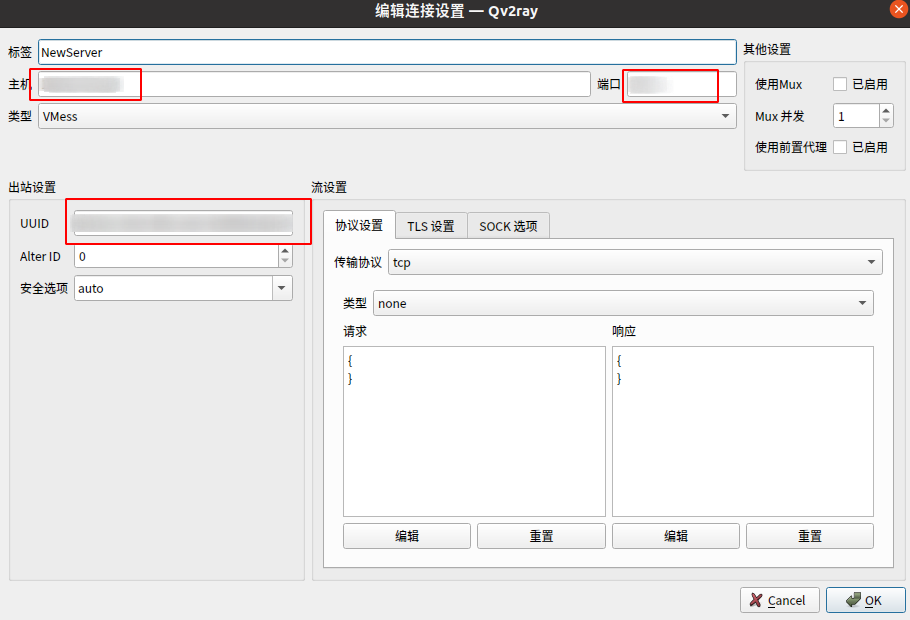 编辑连接设置 — Qv2ray
标签 NewServer
其他设置
主机
端口
使用Mux 已启用
类型 VMess
Mux 并发 1
使用前置代理 已启用
出站设置
流设置
UUID
Alter ID 0
安全选项 auto
协议设置 TLS 设置 SOCK 选项
传输协议 tcp
类型 none
请求 响应
{ {
} }
编辑 重置 编辑 重置
Cancel OK